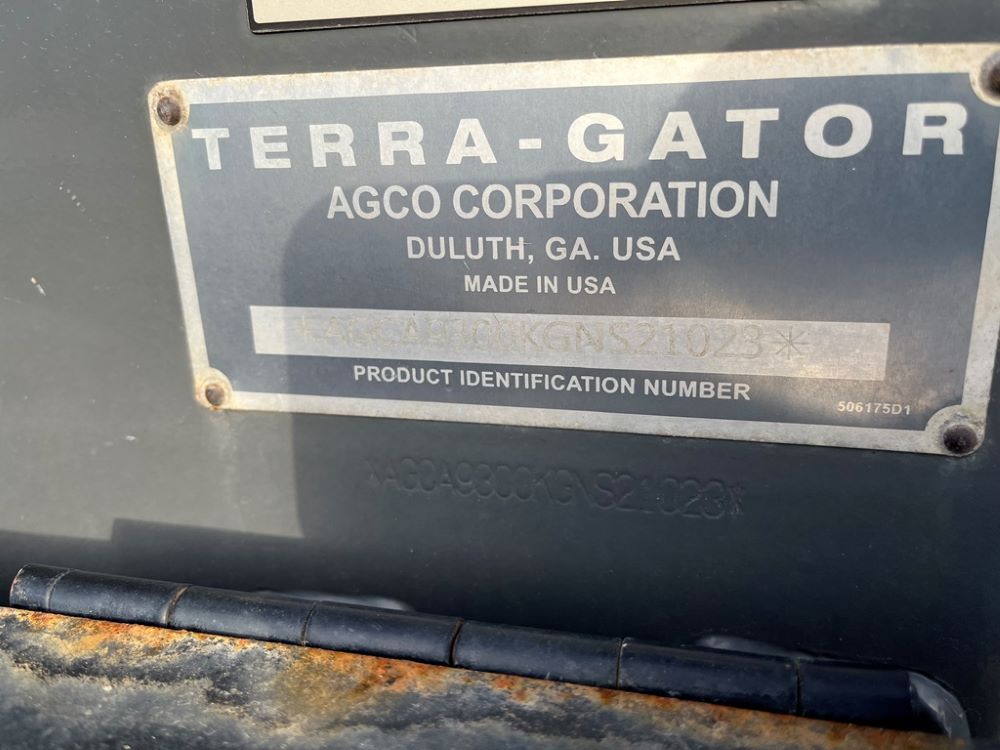 TERRA-GATOR
AGCO CORPORATION
DULUTH, GA. USA
MADE IN USA
*AGCA9300KGNS21023*
PRODUCT IDENTIFICATION NUMBER
506175D1
*AGCA9300KGNS21023*